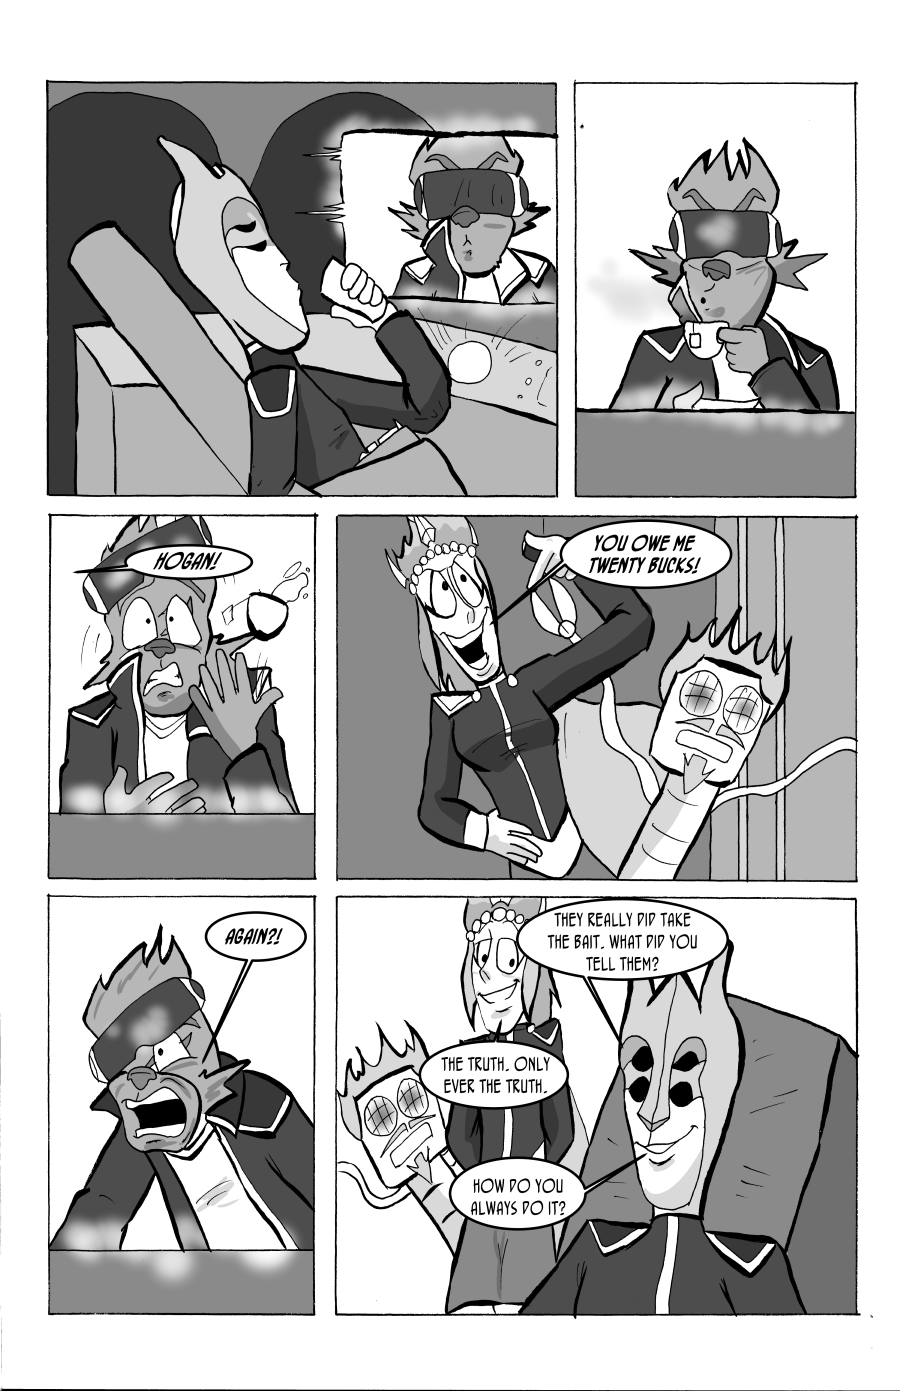 HOGAN!
YOU OWE ME
TWENTY BUCKS!
AGAIN?!
THEY REALLY DID TAKE
THE BAIT. WHAT DID YOU
TELL THEM?
THE TRUTH. ONLY
EVER THE TRUTH.
HOW DO YOU
ALWAYS DO IT?